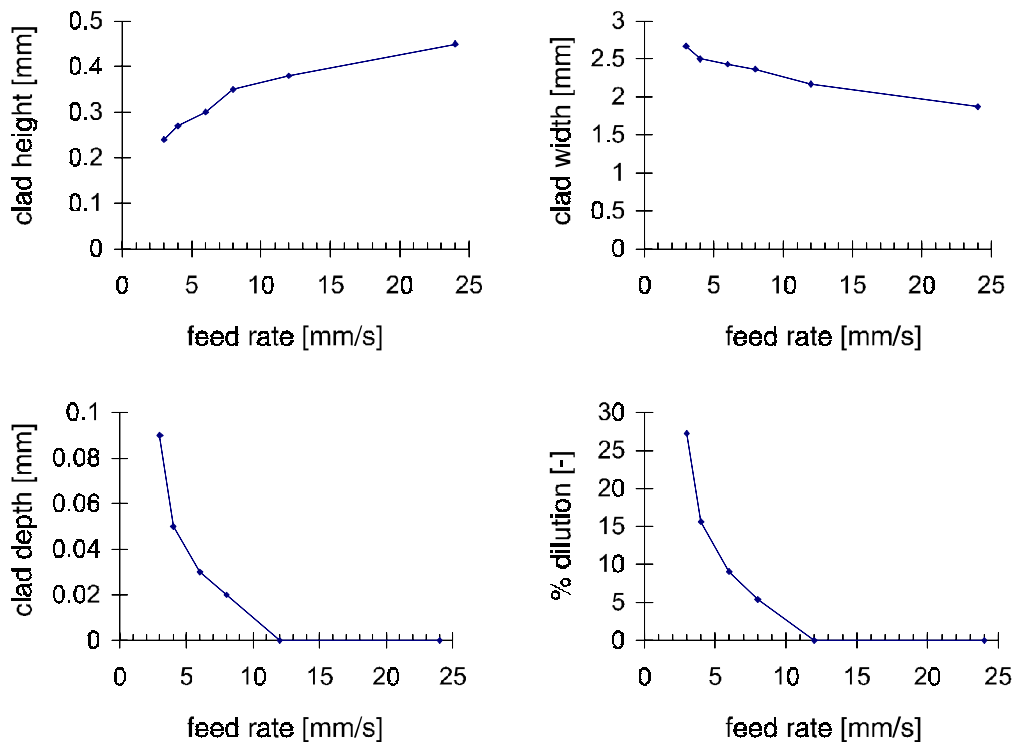 clad height [mm]
0.5
0.4
0.3
0.2
0.1
0
0 5 10 15 20 25
feed rate [mm/s]
clad width [mm]
3
2.5
2
1.5
1
0.5
0
0 5 10 15 20 25
feed rate [mm/s]
clad depth [mm]
0.1
0.08
0.06
0.04
0.02
0
0 5 10 15 20 25
feed rate [mm/s]
% dilution [-]
30
25
20
15
10
5
0
0 5 10 15 20 25
feed rate [mm/s]